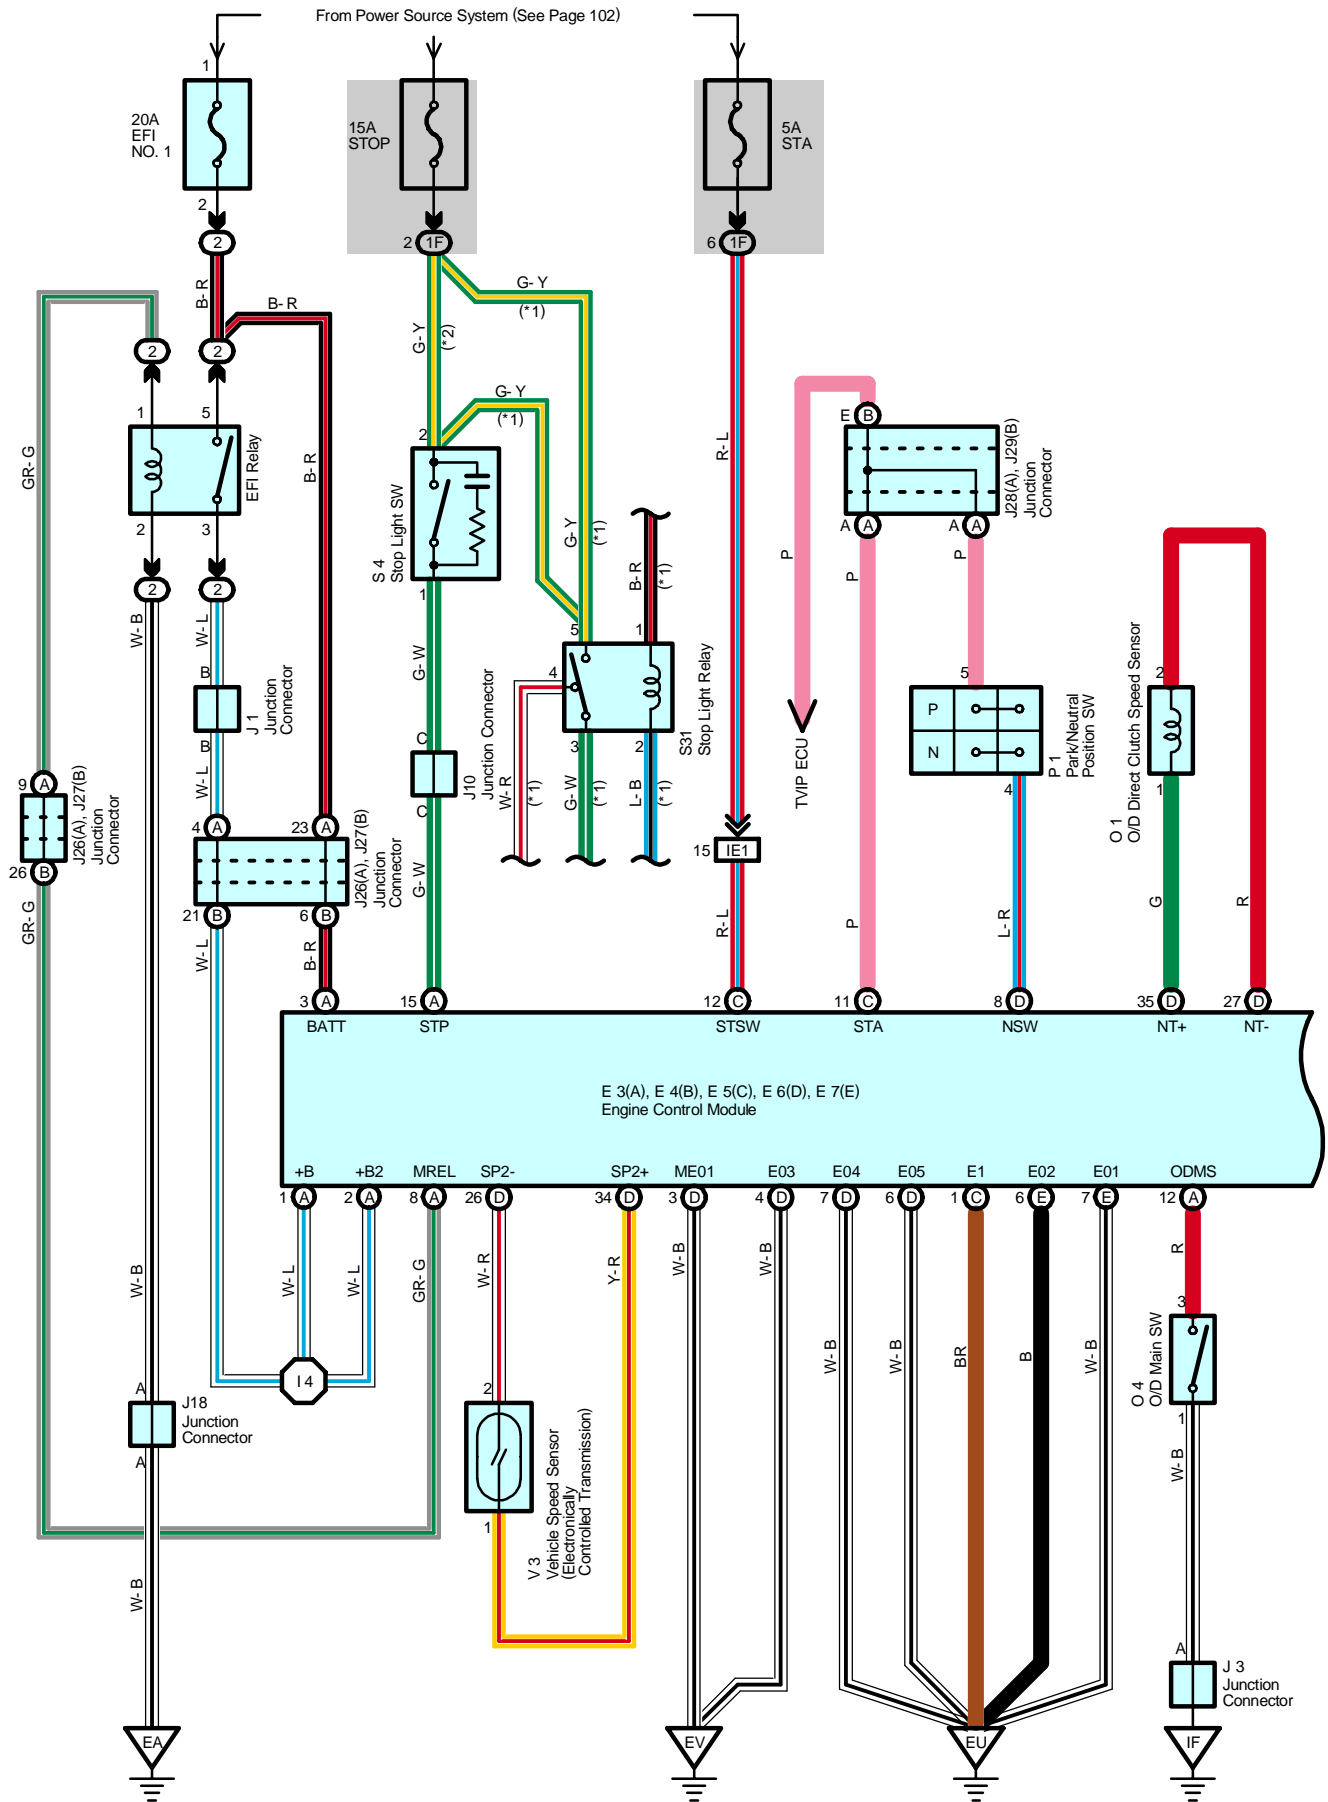 From Power Source System (See Page 102)
1
20A
EFI
NO. 1
15A
STOP
5A
STA
2
2
2 1F
6 1F
B- R
B- R
G- Y
(*1)
G- Y
(*2)
G- Y
(*1)
2
2
1
5
EFI Relay
2
3
GR- G
B- R
2
S 4
Stop Light SW
1
G- Y
(*1)
B- R
(*1)
R- L
E B
J28(A), J29(B)
Junction
Connector
A A
A A
P
P
P
2
2
W- B
W- L
B
J 1
Junction
Connector
B
W- L
G- W
C
J10
Junction Connector
C
G- W
5
1
4
3
2
S31
Stop Light Relay
W- R
(*1)
G- W
(*1)
L- B
(*1)
TVIP ECU
5
P
N
4
P 1
Park/Neutral
Position SW
2
1
O 1
O/D Direct Clutch Speed Sensor
9 A
J26(A), J27(B)
Junction
Connector
26 B
4 A
23 A
J26(A), J27(B)
Junction
Connector
21 B
6 B
15 IE1
GR- G
W- L
B- R
R- L
P
L- R
G
R
3 A
15 A
12 C
11 C
8 D
35 D
27 D
BATT
STP
STSW
STA
NSW
NT+
NT-
E 3(A), E 4(B), E 5(C), E 6(D), E 7(E)
Engine Control Module
+B
+B2
MREL
SP2-
SP2+
ME01
E03
E04
E05
E1
E02
E01
ODMS
1 A
2 A
8 A
26 D
34 D
3 D
4 D
7 D
6 D
1 C
6 E
7 E
12 A
W- B
W- L
W- L
GR- G
W- R
Y- R
W- B
W- B
W- B
W- B
BR
B
W- B
R
3
O 4
O/D Main SW
1
W- B
I 4
A
J18
Junction
Connector
A
2
1
V 3
Vehicle Speed Sensor
(Electronically
Controlled Transmission)
W- B
A
J 3
Junction
Connector
EA
EV
EU
IF